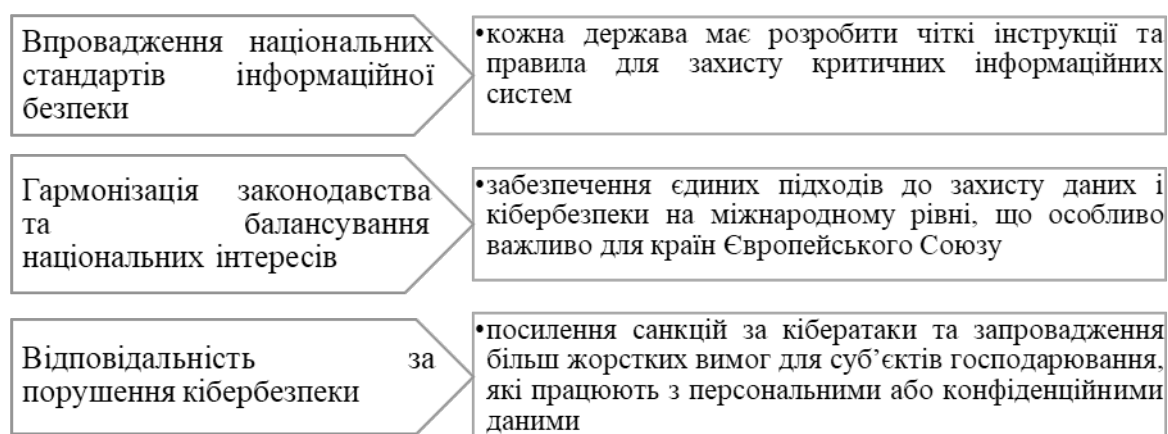 Впровадження національних
стандартів інформаційної
безпеки
•кожна держава має розробити чіткі інструкції та
правила для захисту критичних інформаційних
систем
Гармонізація законодавства
та балансування
національних інтересів
•забезпечення єдиних підходів до захисту даних і
кібербезпеки на міжнародному рівні, що особливо
важливо для країн Європейського Союзу
Відповідальність за
порушення кібербезпеки
•посилення санкцій за кібератаки та запровадження
більш жорстких вимог для суб’єктів господарювання,
які працюють з персональними або конфіденційними
даними